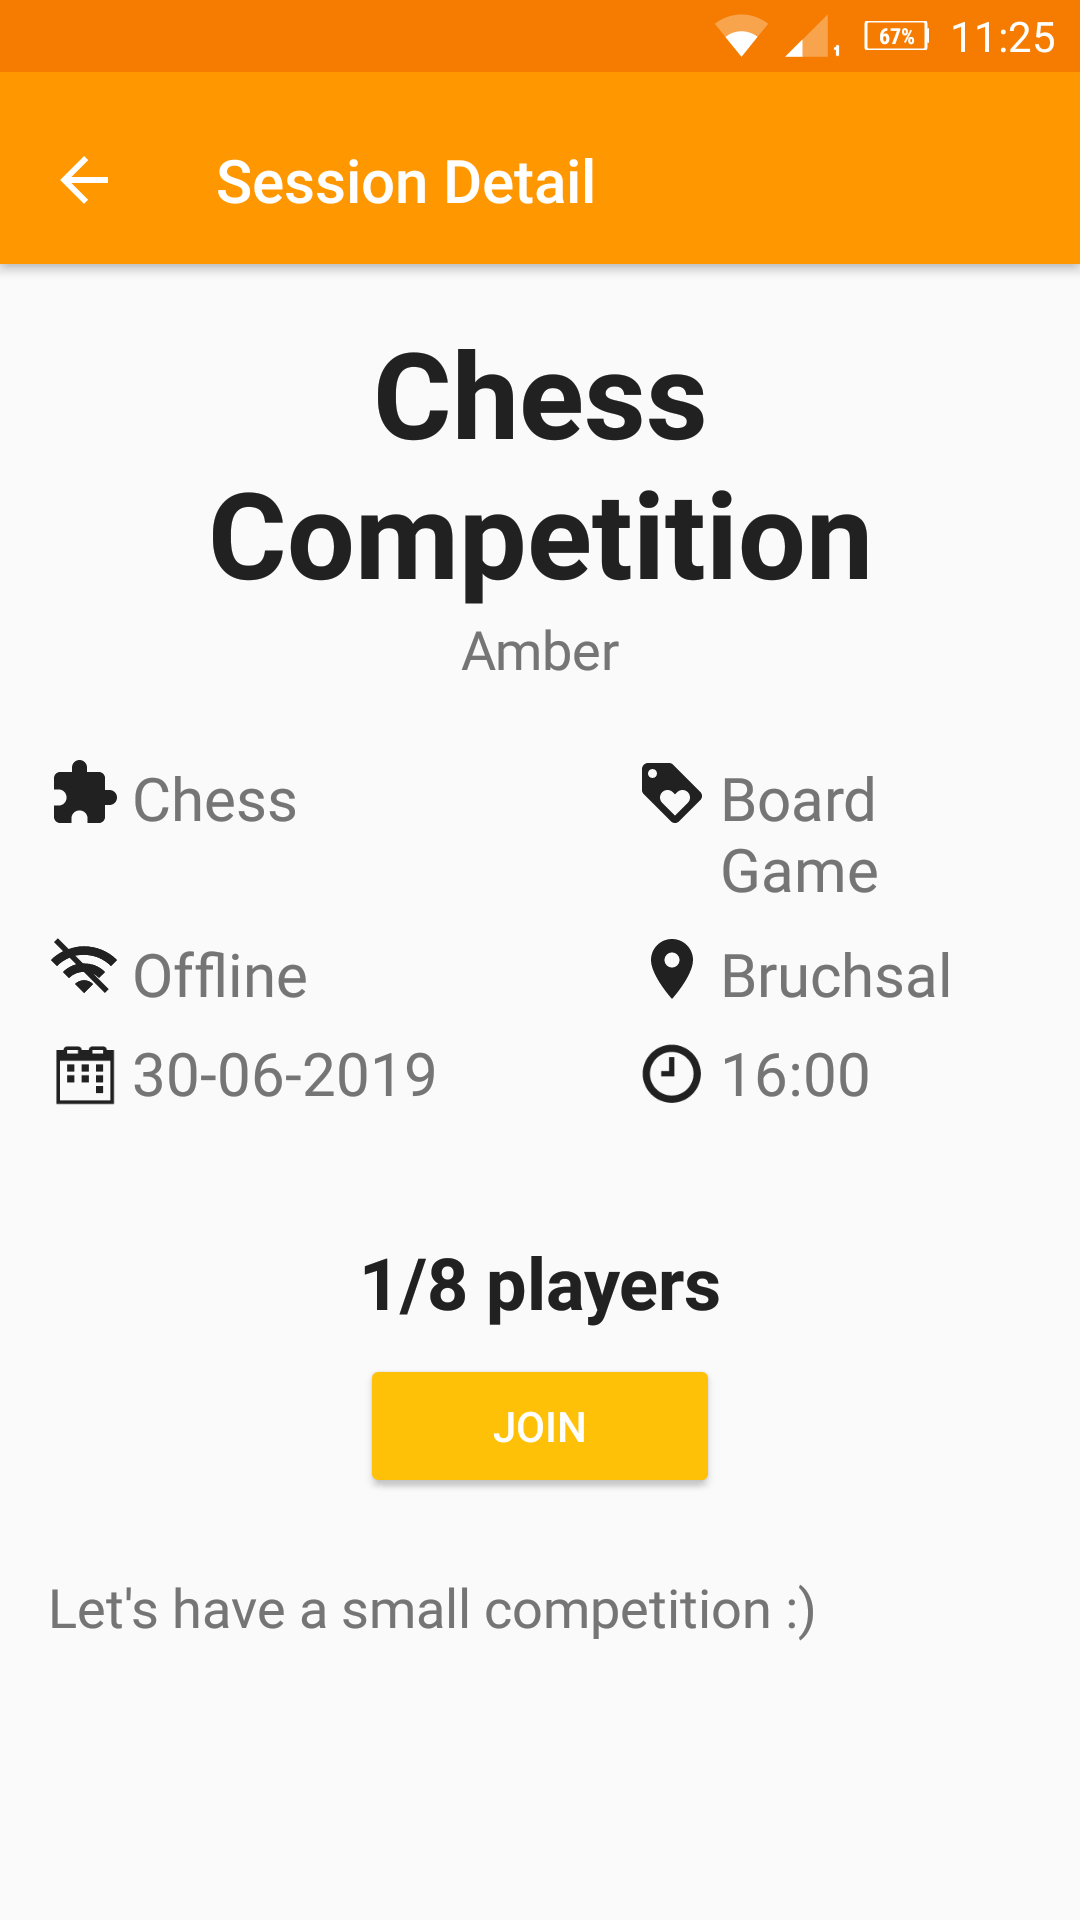 67% 11:25
Session Detail
Chess
Competition
Amber
Chess
Board
Game
Offline
Bruchsal
30-06-2019
16:00
1/8 players
JOIN
Let's have a small competition :)